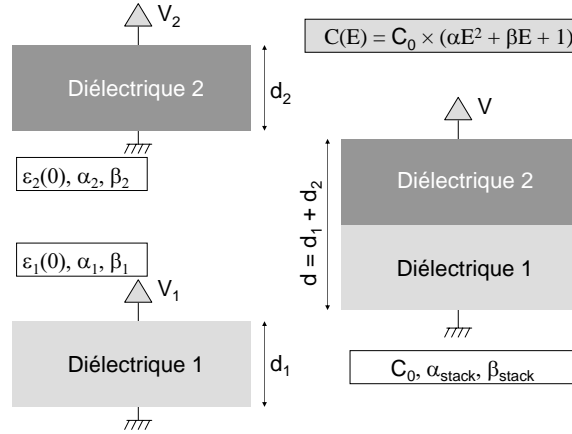 V₂
Diélectrique 2
d₂
ε₂(0), α₂, β₂
ε₁(0), α₁, β₁
V₁
Diélectrique 1
d₁
C(E) = C₀ × (αE² + βE + 1)
V
Diélectrique 2
Diélectrique 1
d = d₁ + d₂
C₀, αstack, βstack